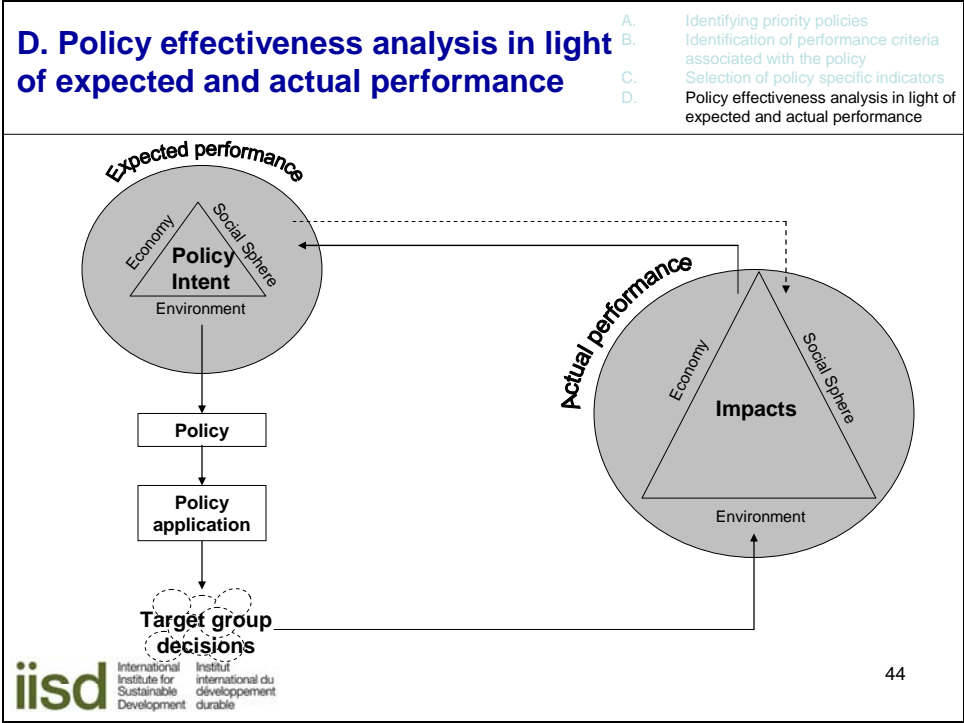 D. Policy effectiveness analysis in light
of expected and actual performance
A. Identifying priority policies
B. Identification of performance criteria
associated with the policy
C. Selection of policy specific indicators
D. Policy effectiveness analysis in light of
expected and actual performance
Expected performance
Economy
Social Sphere
Policy
Intent
Environment
Policy
Policy
application
Target group
decisions
Actual performance
Economy
Social Sphere
Impacts
Environment
iisd
International
Institute for
Sustainable
Development
Institut
international du
développement
durable
44